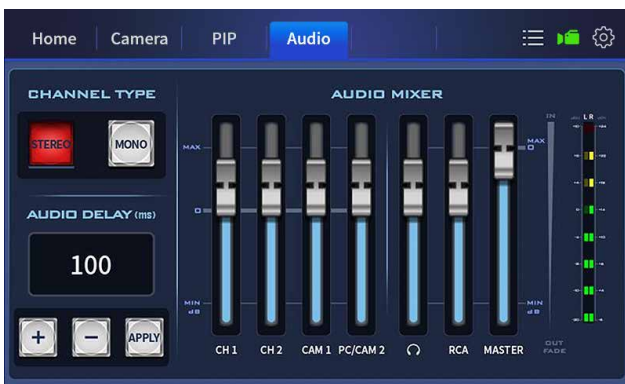 Home Camera PIP Audio
CHANNEL TYPE
STEREO MONO
AUDIO DELAY (ms)
100
+ − APPLY
AUDIO MIXER
MAX
0
MIN
dB
MAX
0
MIN
dB
CH 1 CH 2 CAM 1 PC/CAM 2 RCA MASTER
IN
OUT
FADE
L R